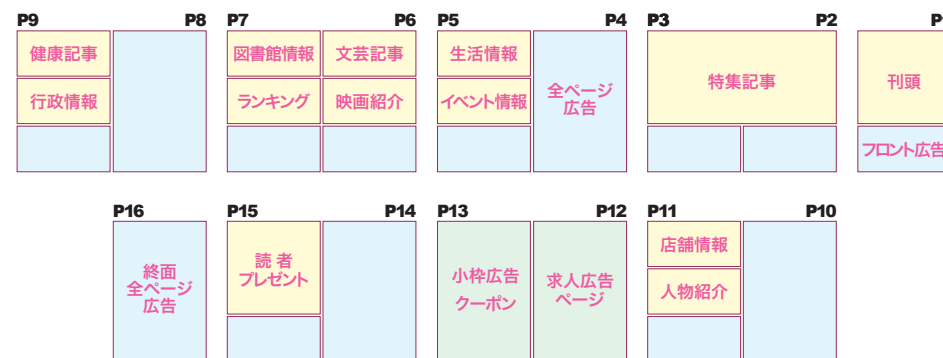 P9 P8 P7 P6 P5 P4 P3 P2 P
健康記事 図書館情報 文芸記事 生活情報
全ページ
広告
特集記事 刊頭
行政情報 ランキング 映画紹介 イベント情報
フロント広告
P16 P15 P14 P13 P12 P11 P10
終面
全ページ
広告
読者
プレゼント
小枠広告
クーポン
求人広告
ページ
店舗情報
人物紹介